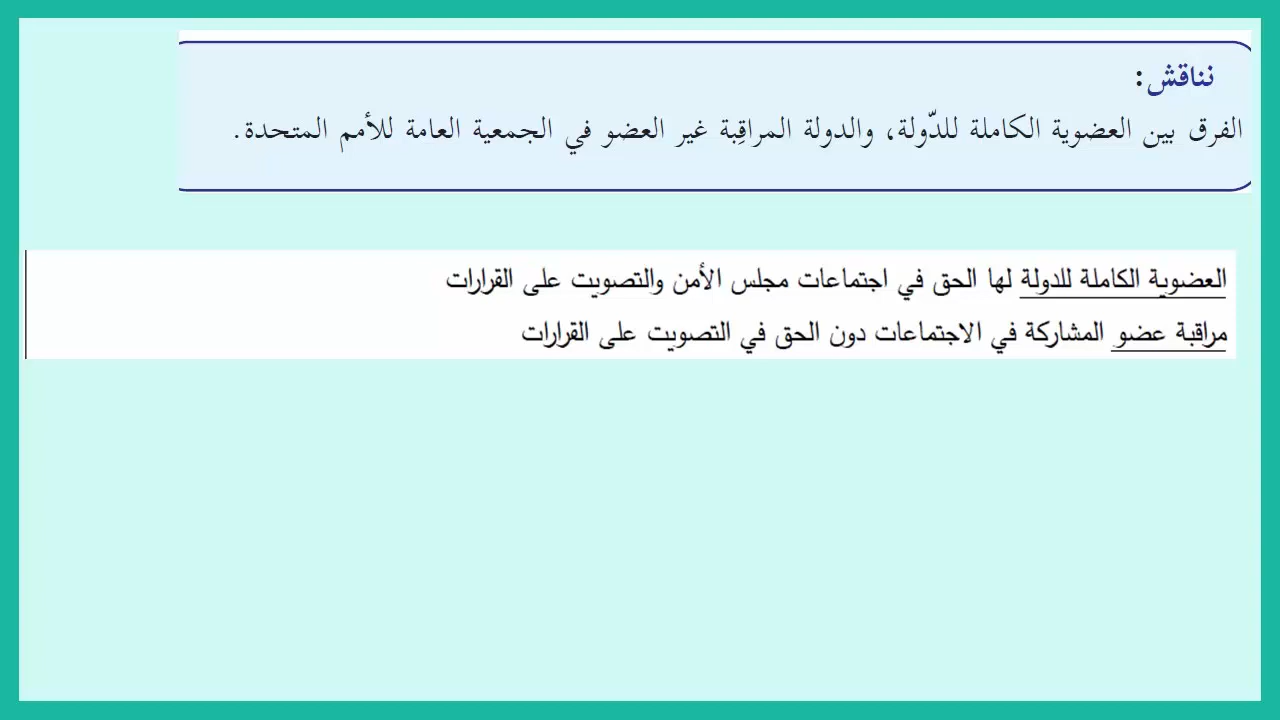 نناقش:
الفرق بين العضوية الكاملة للدّولة، والدولة المراقِبة غير العضو في الجمعية العامة للأمم المتحدة.
العضوية الكاملة للدولة لها الحق في اجتماعات مجلس الأمن والتصويت على القرارات
مراقبة عضو المشاركة في الاجتماعات دون الحق في التصويت على القرارات